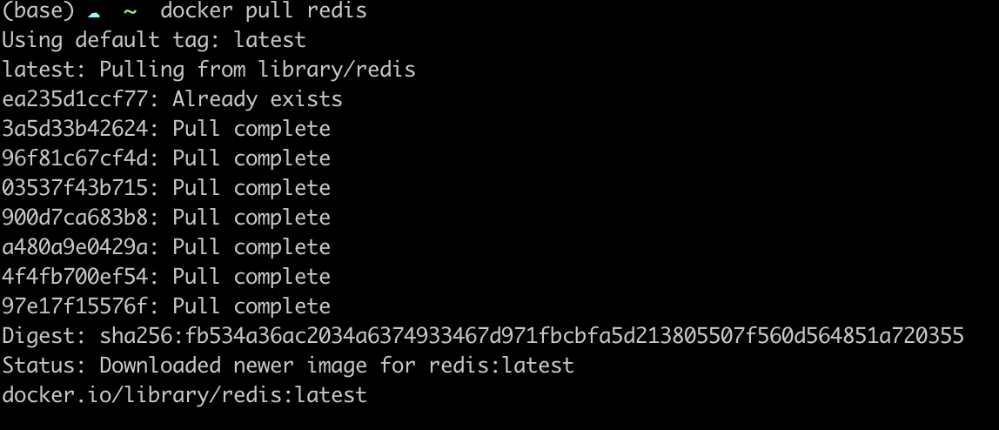 (base) ☁ ~ docker pull redis
Using default tag: latest
latest: Pulling from library/redis
ea235d1ccf77: Already exists
3a5d33b42624: Pull complete
96f81c67cf4d: Pull complete
03537f43b715: Pull complete
900d7ca683b8: Pull complete
a480a9e0429a: Pull complete
4f4fb700ef54: Pull complete
97e17f15576f: Pull complete
Digest: sha256:fb534a36ac2034a6374933467d971fbcbfa5d213805507f560d564851a720355
Status: Downloaded newer image for redis:latest
docker.io/library/redis:latest